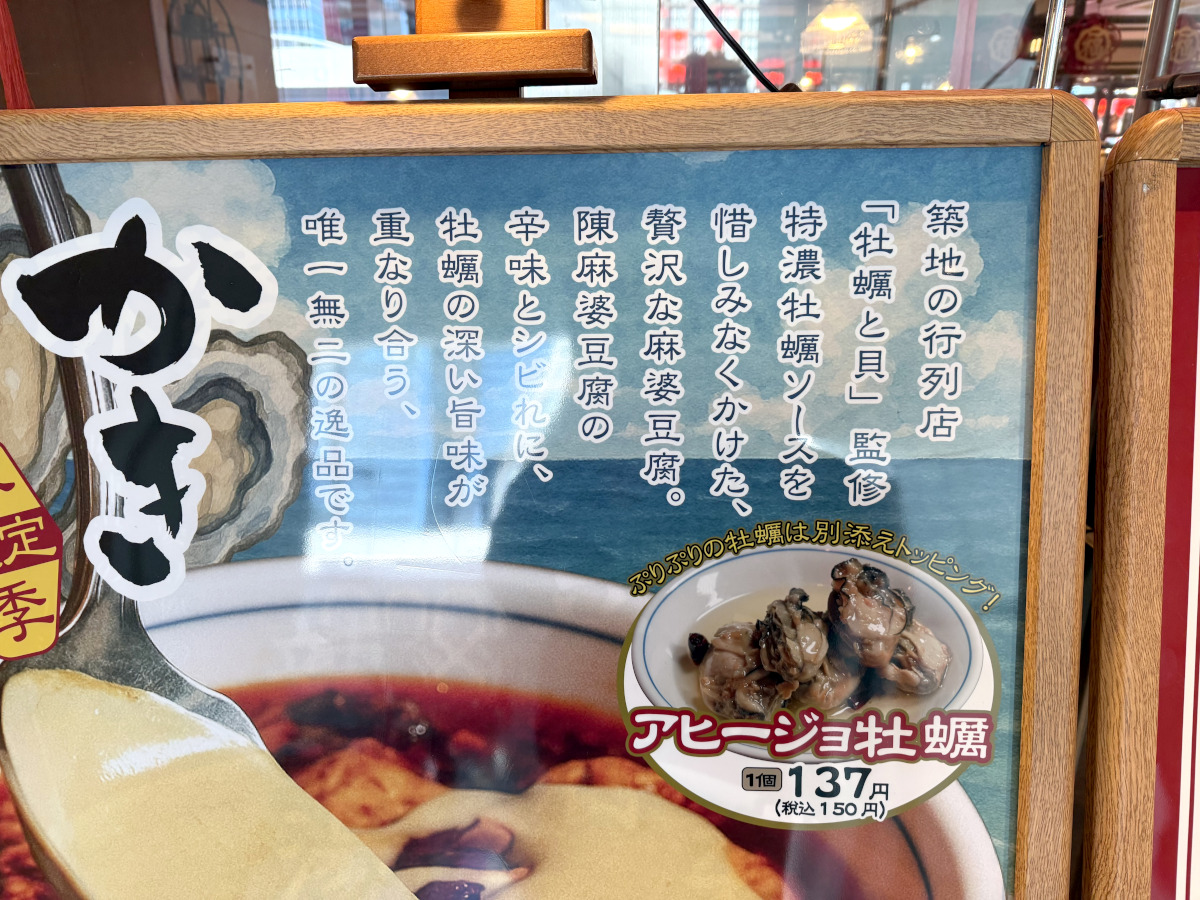 築地の行列店
「牡蠣と貝」監修
特濃牡蠣ソースを
惜しみなくかけた、
贅沢な麻婆豆腐。
陳麻婆豆腐の
辛味とシビれに、
牡蠣の深い旨味が
重なり合う、
唯一無二の逸品です。
かき
定
季
ぷりぷりの牡蠣は別添えトッピング!
アヒージョ牡蠣
1個 137円
(税込150円)